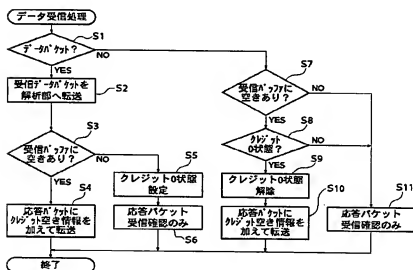 データ受信処理
S1
データパケット？
NO
YES
受信データパケットを
解析部へ転送
S2
S3
受信バッファに
空きあり？
NO
YES
S4
応答パケットに
クレジット空き情報を
加えて転送
S5
クレジット0状態
設定
応答パケット
受信確認のみ
S6
S7
受信バッファに
空きあり？
NO
YES
S8
クレジット
0状態？
NO
YES
S9
クレジット0状態
解除
S10
応答パケットに
クレジット空き情報を
加えて転送
S11
応答パケット
受信確認のみ
終了